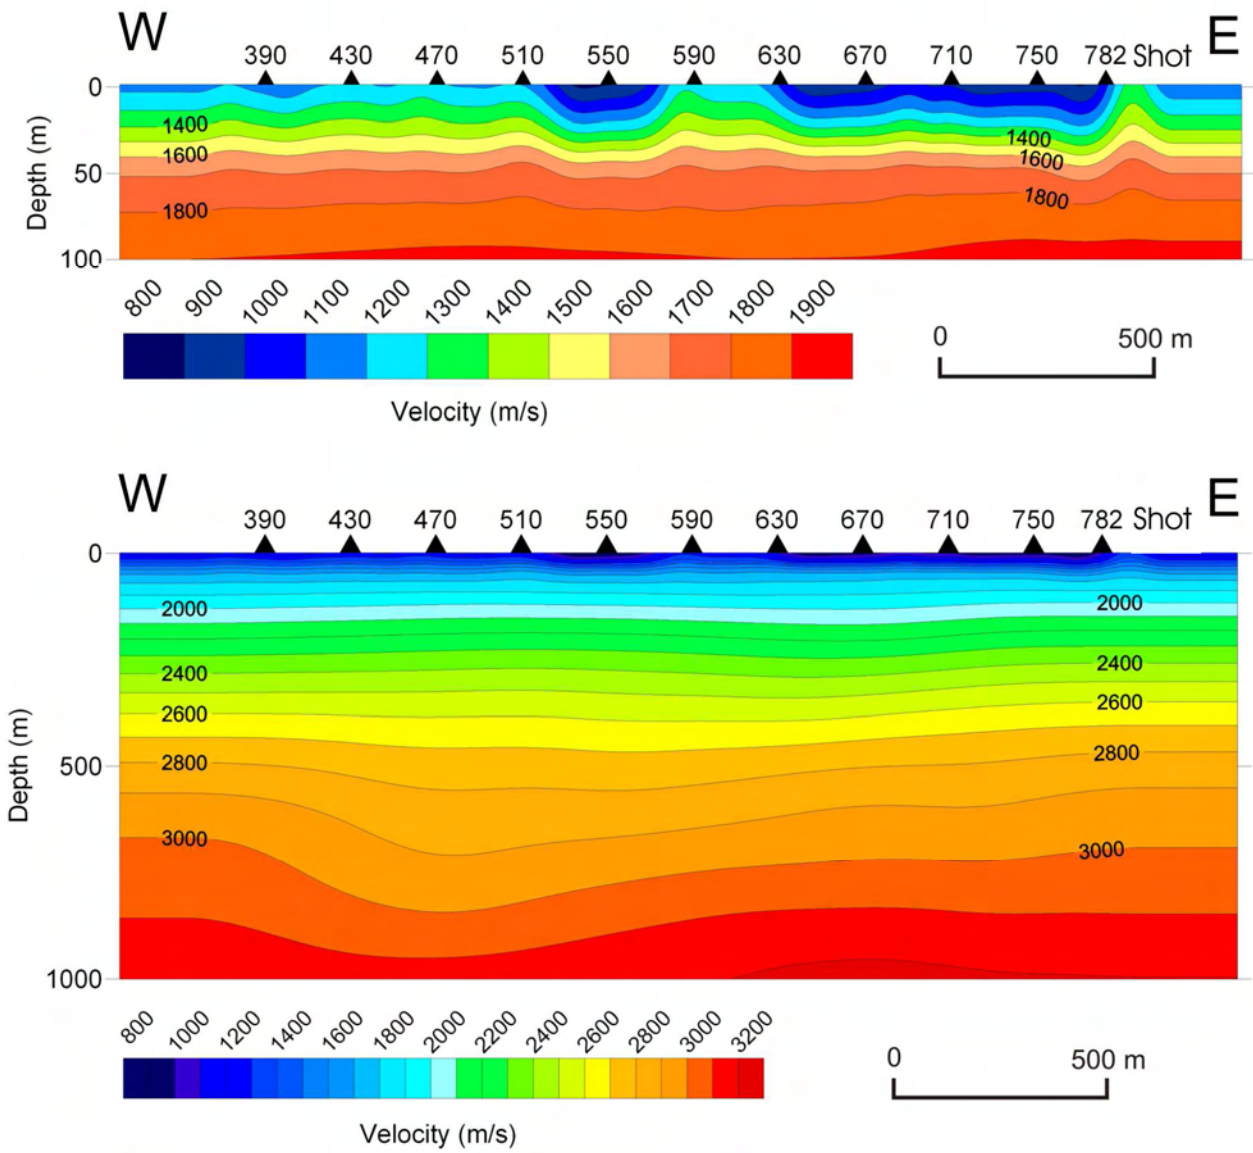 W E
390 430 470 510 550 590 630 670 710 750 782 Shot
0
1400 1400
1600 1600
50
1800 1800
100
Depth (m)
800 900 1000 1100 1200 1300 1400 1500 1600 1700 1800 1900
Velocity (m/s)
0 500 m
W E
390 430 470 510 550 590 630 670 710 750 782 Shot
0
2000 2000
2400 2400
2600 2600
500
2800 2800
3000 3000
1000
Depth (m)
800 1000 1200 1400 1600 1800 2000 2200 2400 2600 2800 3000 3200
Velocity (m/s)
0 500 m